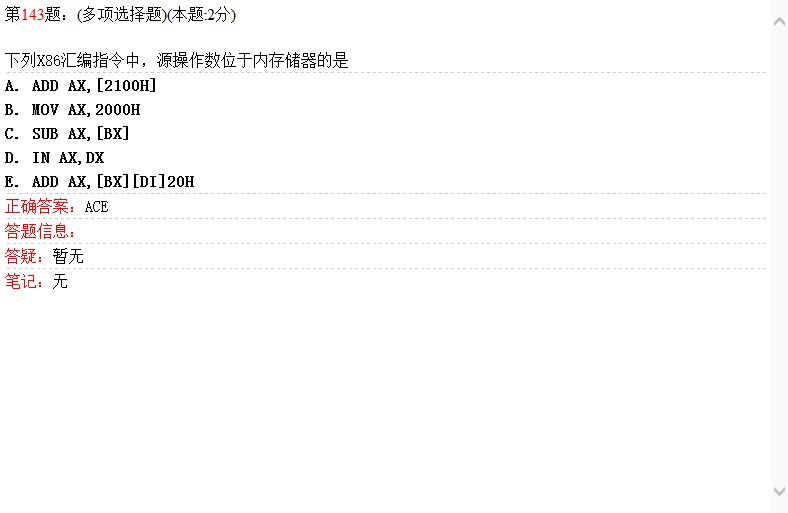 第143题：(多项选择题)(本题:2分)
下列X86汇编指令中，源操作数位于内存储器的是
A. ADD AX,[2100H]
B. MOV AX,2000H
C. SUB AX,[BX]
D. IN AX,DX
E. ADD AX,[BX][DI]20H
正确答案：ACE
答题信息：
答疑：暂无
笔记：无